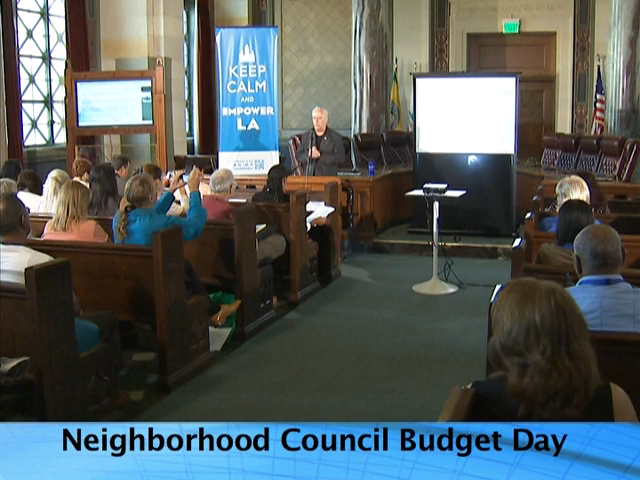 KEEP
CALM
AND
EMPOWER
LA
Neighborhood Council Budget Day